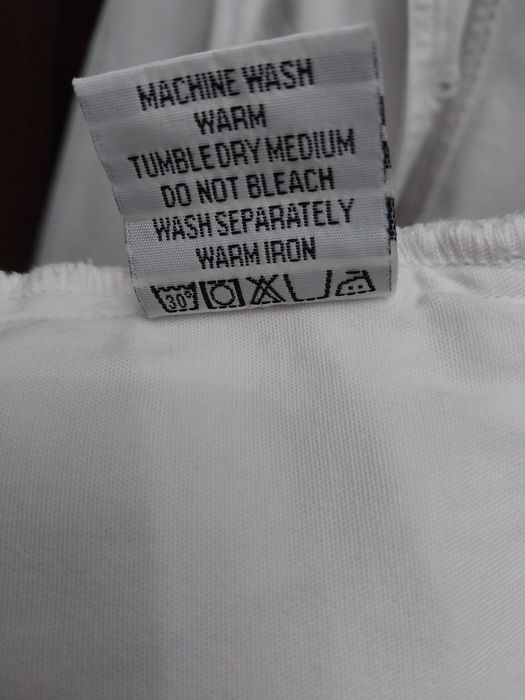 MACHINE WASH
WARM
TUMBLE DRY MEDIUM
DO NOT BLEACH
WASH SEPARATELY
WARM IRON
30°